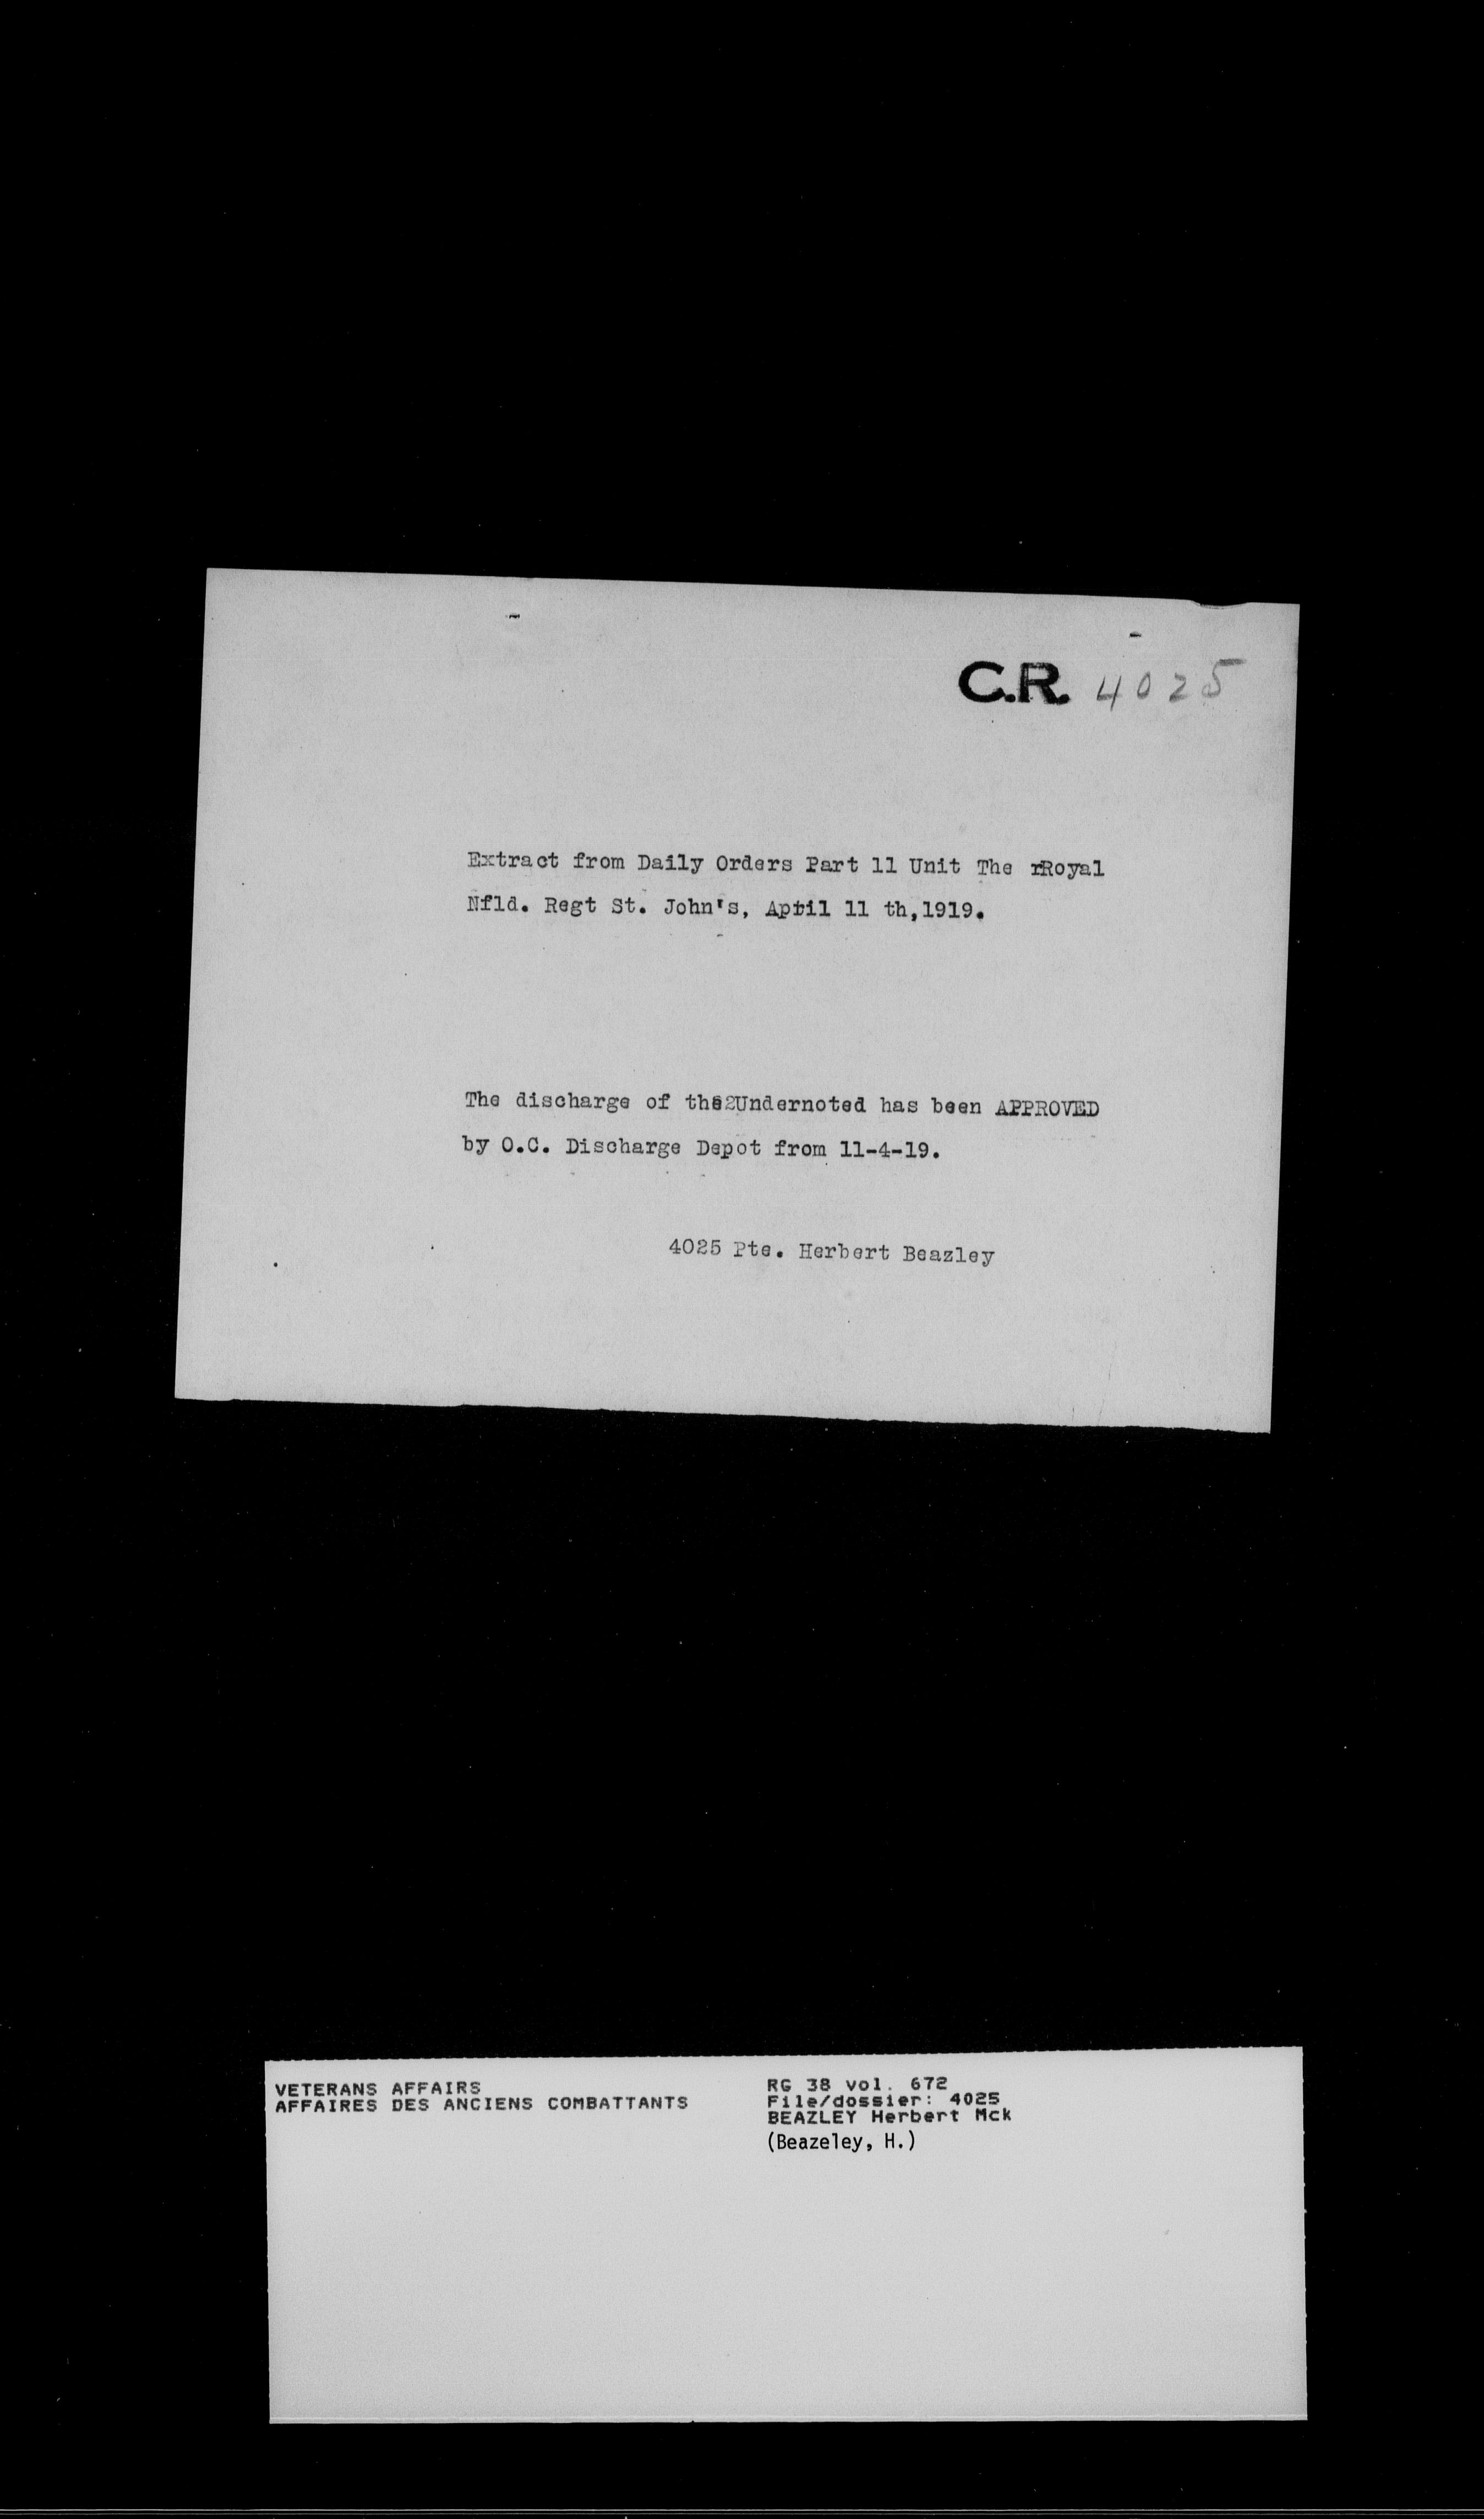 C.R. 4025
Extract from Daily Orders Part 11 Unit The rRoyal
Nfld. Regt St. John's, April 11 th,1919.
The discharge of the2Undernoted has been APPROVED
by O.C. Discharge Depot from 11-4-19.
4025 Pte. Herbert Beazley
VETERANS AFFAIRS
AFFAIRES DES ANCIENS COMBATTANTS
RG 38 vol. 672
File/dossier: 4025
BEAZLEY Herbert Mck
(Beazeley, H.)